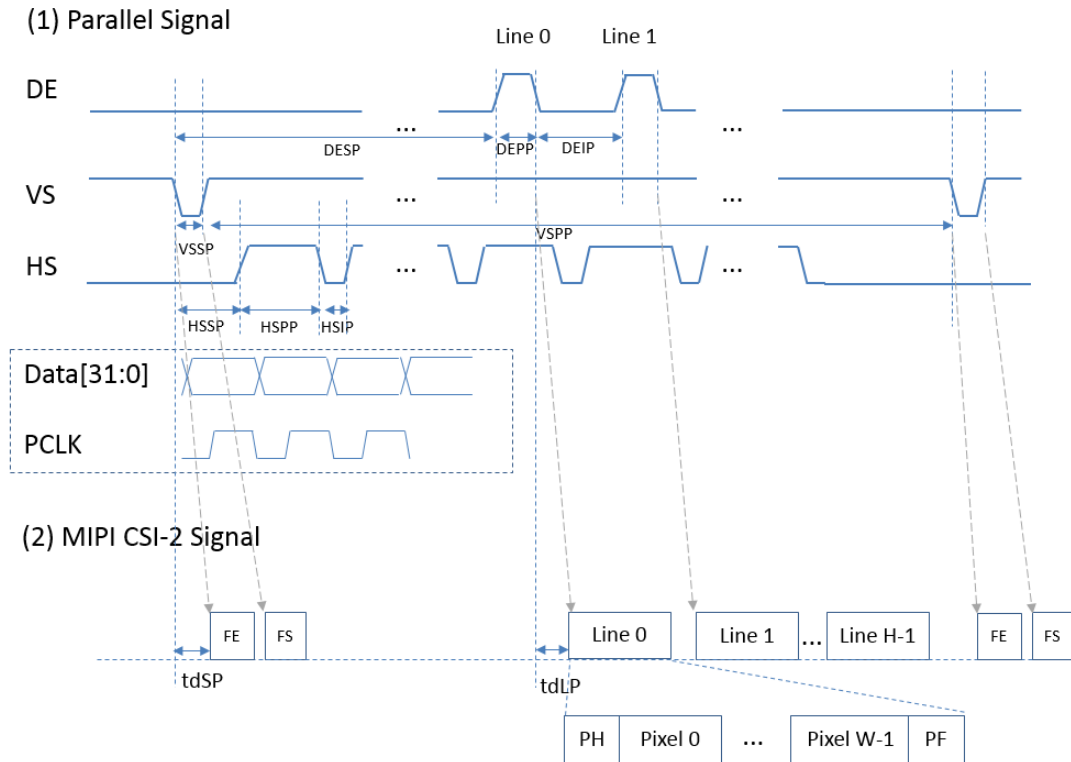 (1) Parallel Signal
Line 0 Line 1
DE
... ...
DESP DEPP DEIP
VS
... ...
VSSP VSPP
HS
... ...
HSSP HSPP HSIP
Data[31:0]
PCLK
(2) MIPI CSI-2 Signal
FE FS Line 0 Line 1 ... Line H-1 FE FS
tdSP tdLP
PH Pixel 0 ... Pixel W-1 PF